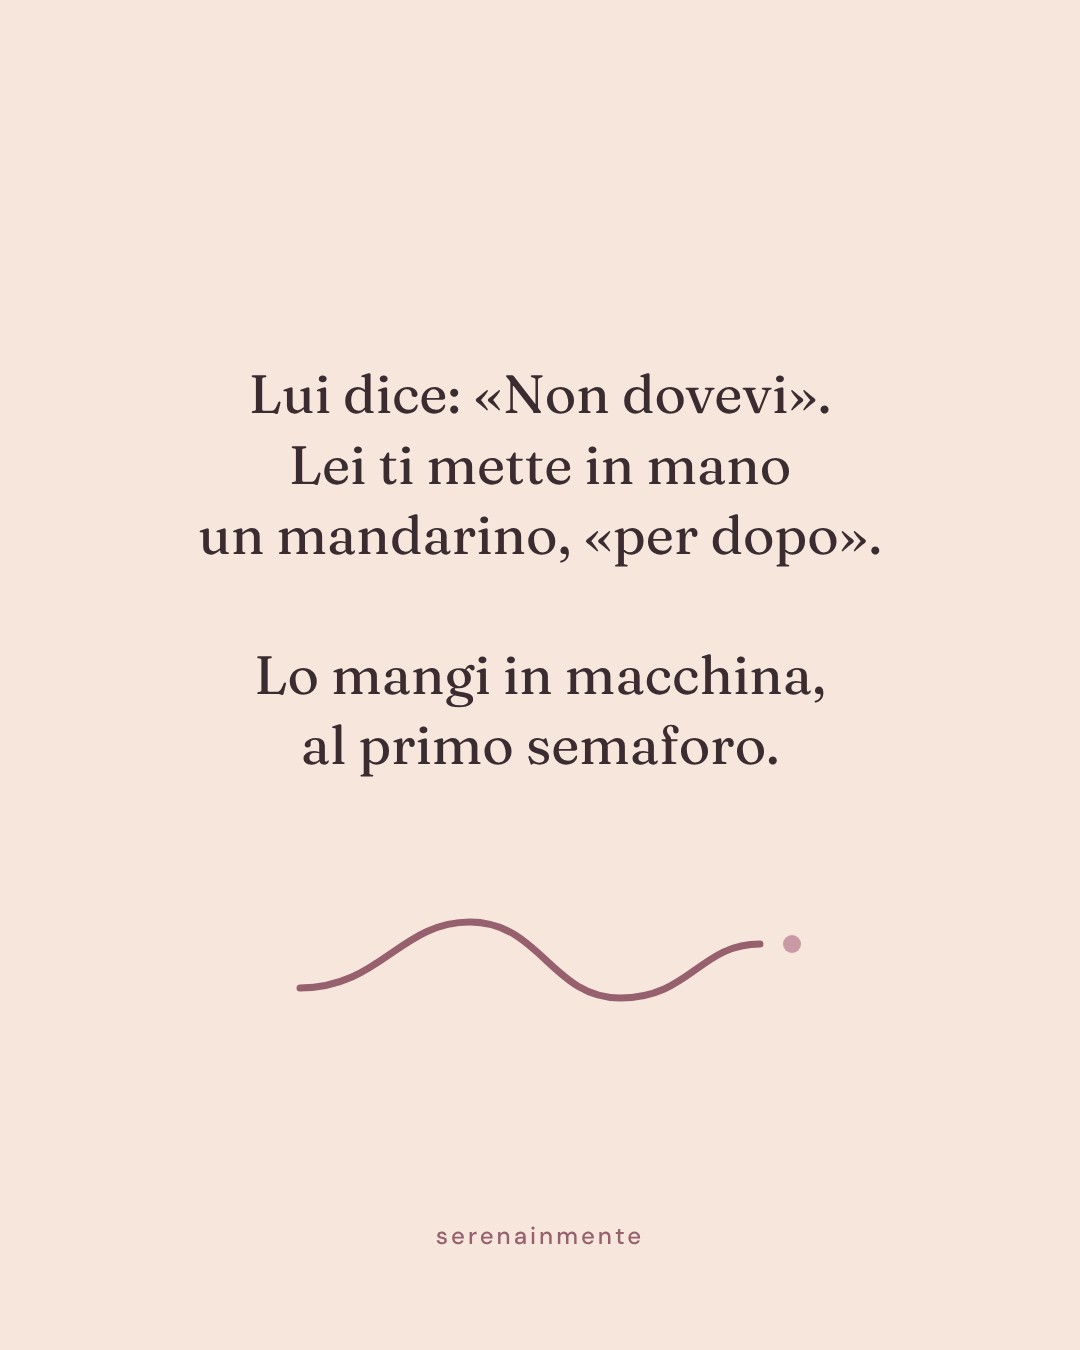 Lui dice: «Non dovevi».
Lei ti mette in mano
un mandarino, «per dopo».
Lo mangi in macchina,
al primo semaforo.
serenainmente